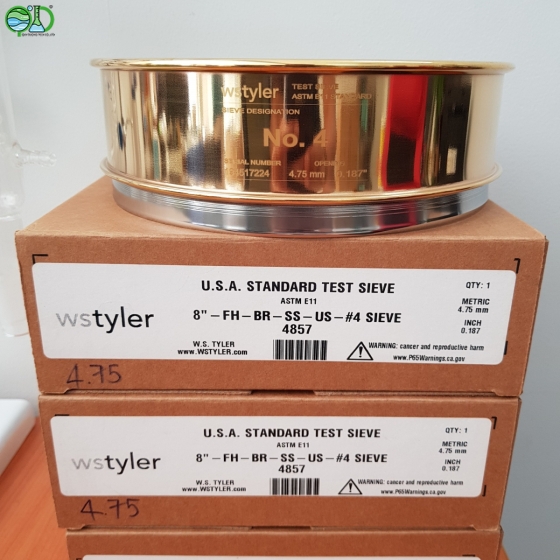 wstyler
TEST SIEVE
ASTM E11 STANDARD
SIEVE DESIGNATION
No. 4
SERIAL NUMBER
4.75 mm
U.S.A. STANDARD TEST SIEVE
ASTM E11
8"-FH-BR-SS-US-#4 SIEVE
4857
QTY: 1
METRIC
4.75 mm
INCH
0.187
wstyler
W.S. TYLER
www.WSTYLER.com
WARNING: cancer and reproductive harm
www.P65Warnings.ca.gov
4.75
U.S.A. STANDARD TEST SIEVE
ASTM E11
8"-FH-BR-SS-US-#4 SIEVE
4857
QTY: 1
METRIC
4.75 mm
INCH
0.187
wstyler
W.S. TYLER
www.WSTYLER.com
WARNING: cancer and reproductive harm
www.P65Warnings.ca.gov
4.75